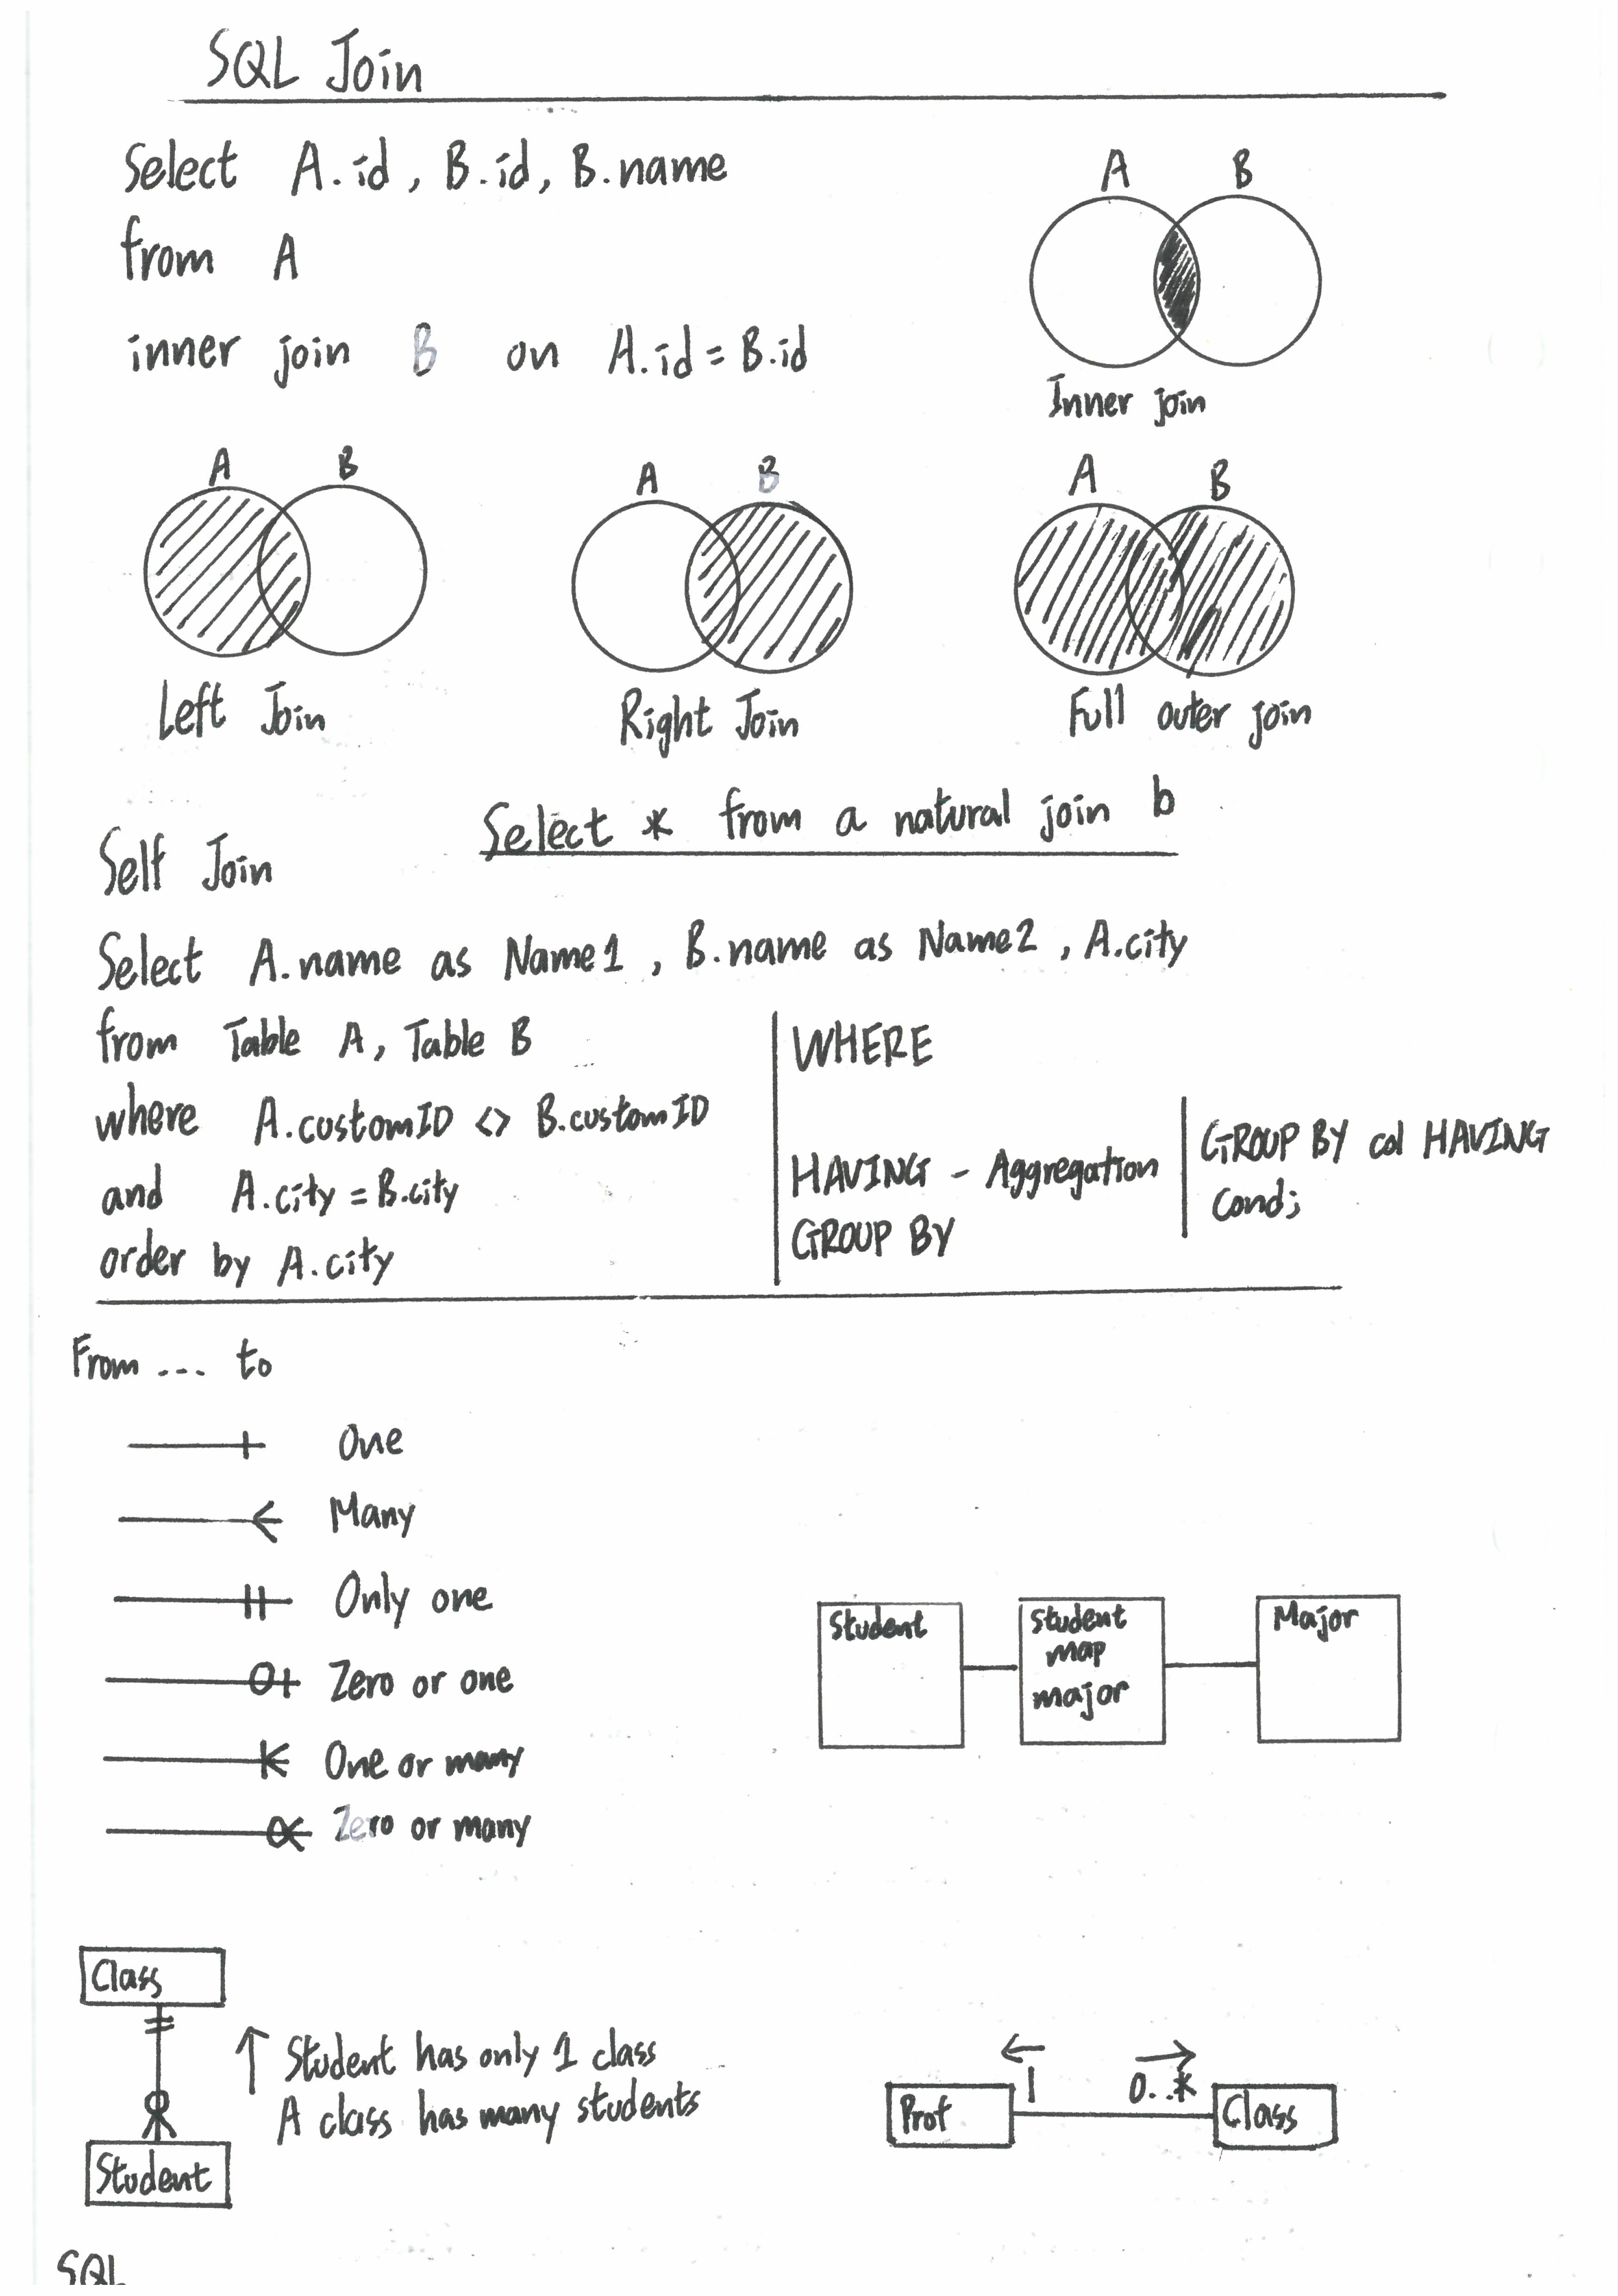 SQL Join
Select A.id, B.id, B.name
from A
inner join B on A.id = B.id
A B
Inner join
A B
Left Join
A B
Right Join
A B
Full outer join
Select * from a natural join b
Self Join
Select A.name as Name1, B.name as Name2, A.city
from Table A, Table B
where A.customID <> B.customID
and A.city = B.city
order by A.city
WHERE
HAVING - Aggregation
GROUP BY
GROUP BY col HAVING
Cond;
From ... to
One
Many
Only one
Zero or one
One or many
Zero or many
Student
Student
map
major
Major
Class
↑ Student has only 1 class
A class has many students
Student
← →
1 0..*
Prof Class
SQL